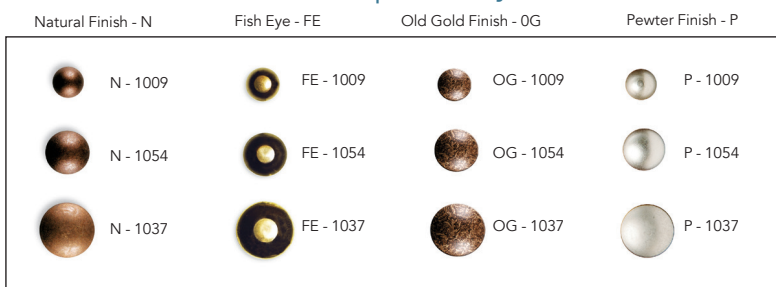 Natural Finish - N Fish Eye - FE Old Gold Finish - 0G Pewter Finish - P
N - 1009 FE - 1009 OG - 1009 P - 1009
N - 1054 FE - 1054 OG - 1054 P - 1054
N - 1037 FE - 1037 OG - 1037 P - 1037